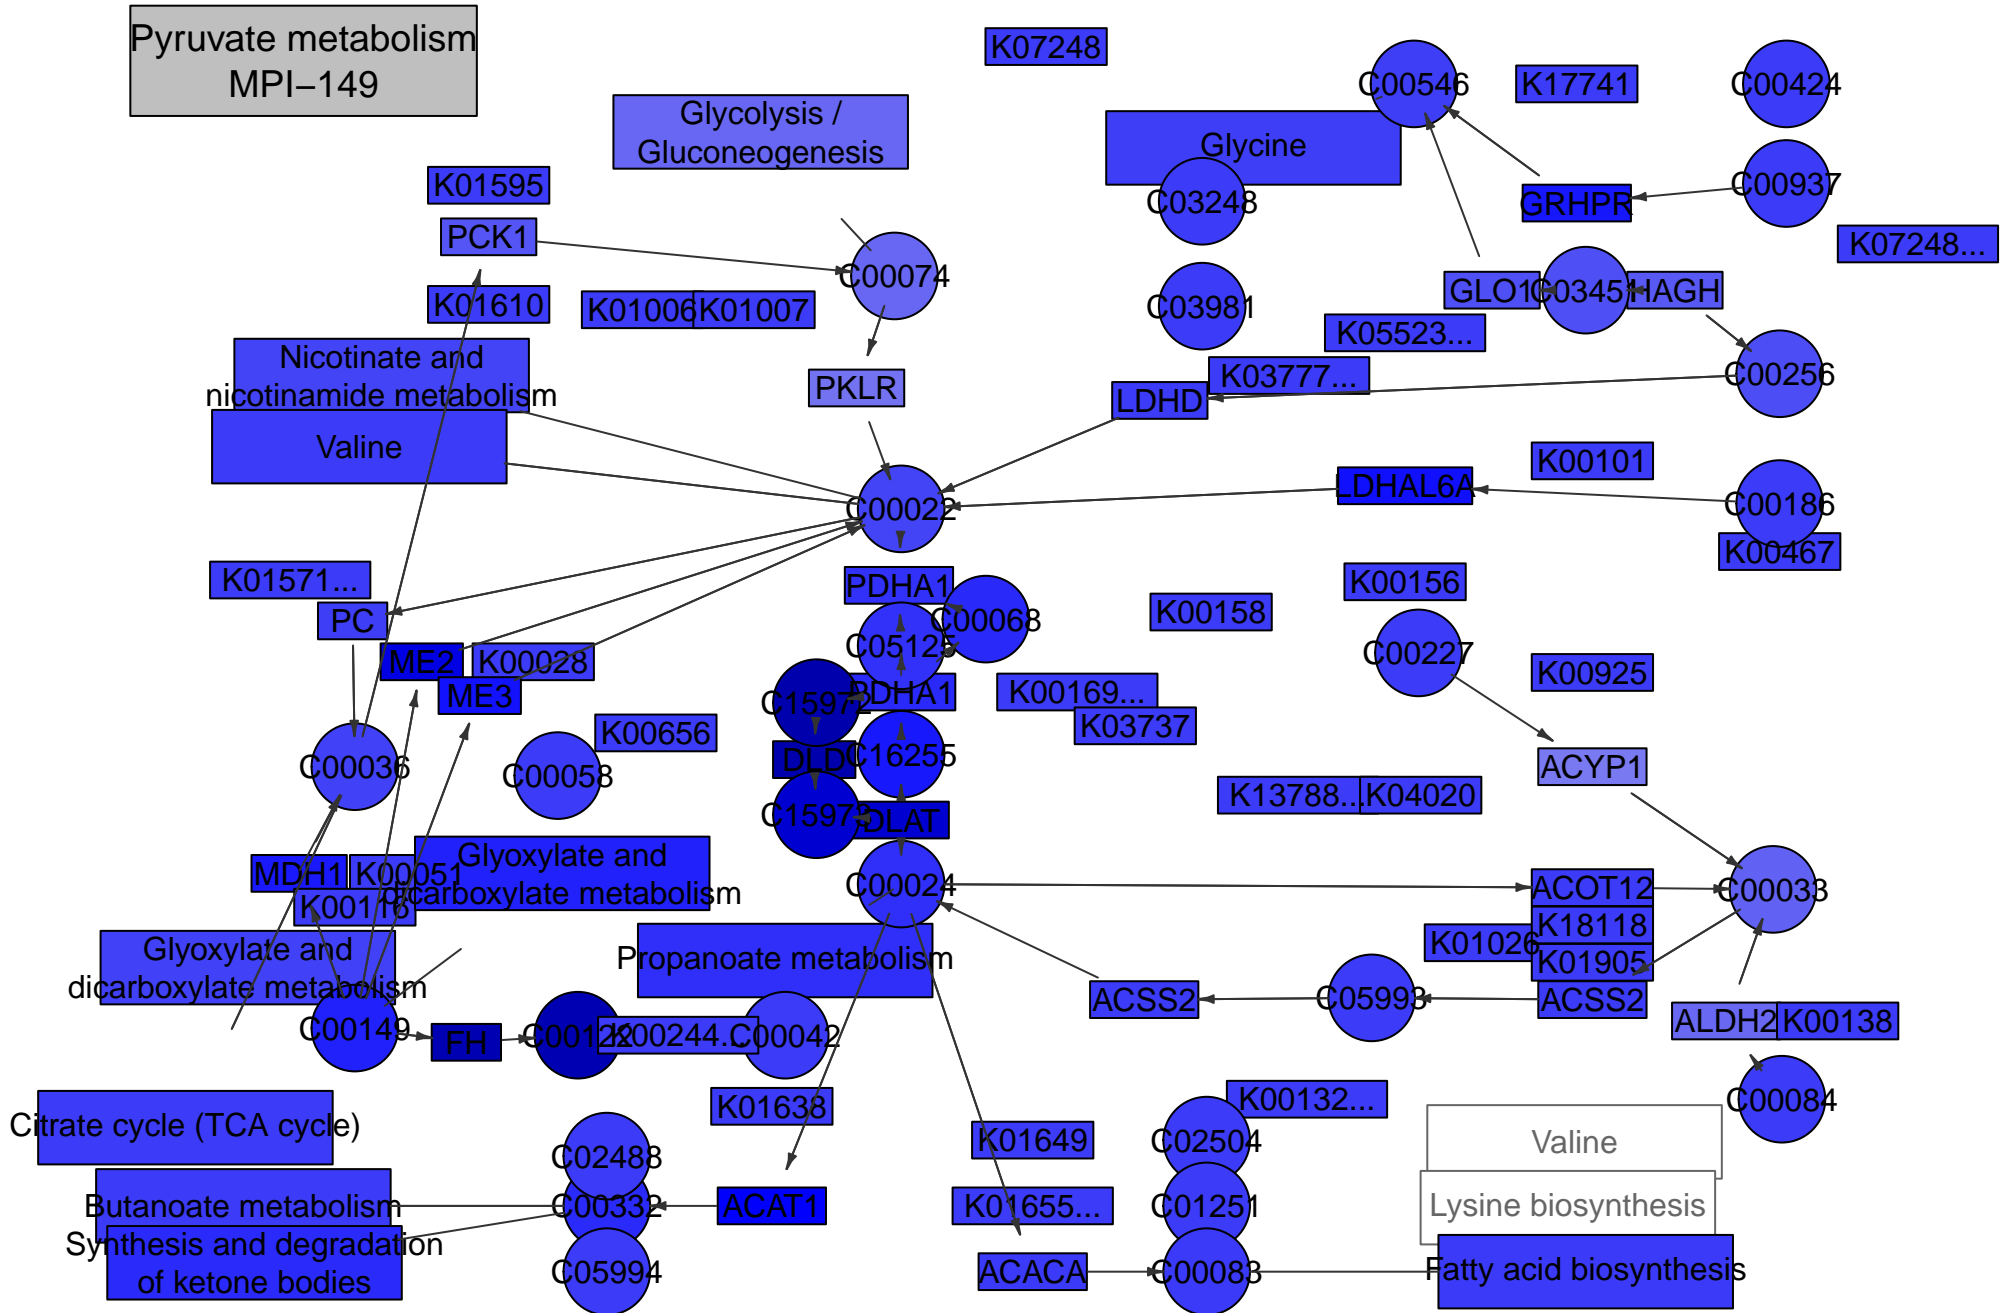 Pyruvate metabolism
MPI−149
K07248
C00546
K17741
C00424
Glycolysis /
Gluconeogenesis
Glycine
K01595
C03248
GRHPR
C00937
PCK1
K07248...
C00074
K01610
K01006
K01007
C03981
GLO1
C03451
HAGH
K05523...
Nicotinate and
nicotinamide metabolism
PKLR
K03777...
LDHD
C00256
Valine
K00101
LDHAL6A
C00022
C00186
K00467
K01571...
PDHA1
K00156
PC
C00068
K00158
C05125
C00227
ME2
K00028
ME3
PDHA1
K00169...
K00925
C15972
K03737
K00656
C00036
C00058
DLD
C16255
ACYP1
C15973
DLAT
K13788...
K04020
MDH1
K00051
Glyoxylate and
dicarboxylate metabolism
K00116
C00024
ACOT12
C00033
K18118
K01026
K01905
Glyoxylate and
dicarboxylate metabolism
Propanoate metabolism
ACSS2
C05993
ACSS2
C00149
FH
C00122
K00244...
C00042
ALDH2
K00138
K01638
K00132...
C00084
Citrate cycle (TCA cycle)
C02488
K01649
C02504
Valine
Butanoate metabolism
C00332
ACAT1
K01655...
C01251
Lysine biosynthesis
Synthesis and degradation
of ketone bodies
C05994
ACACA
C00083
Fatty acid biosynthesis